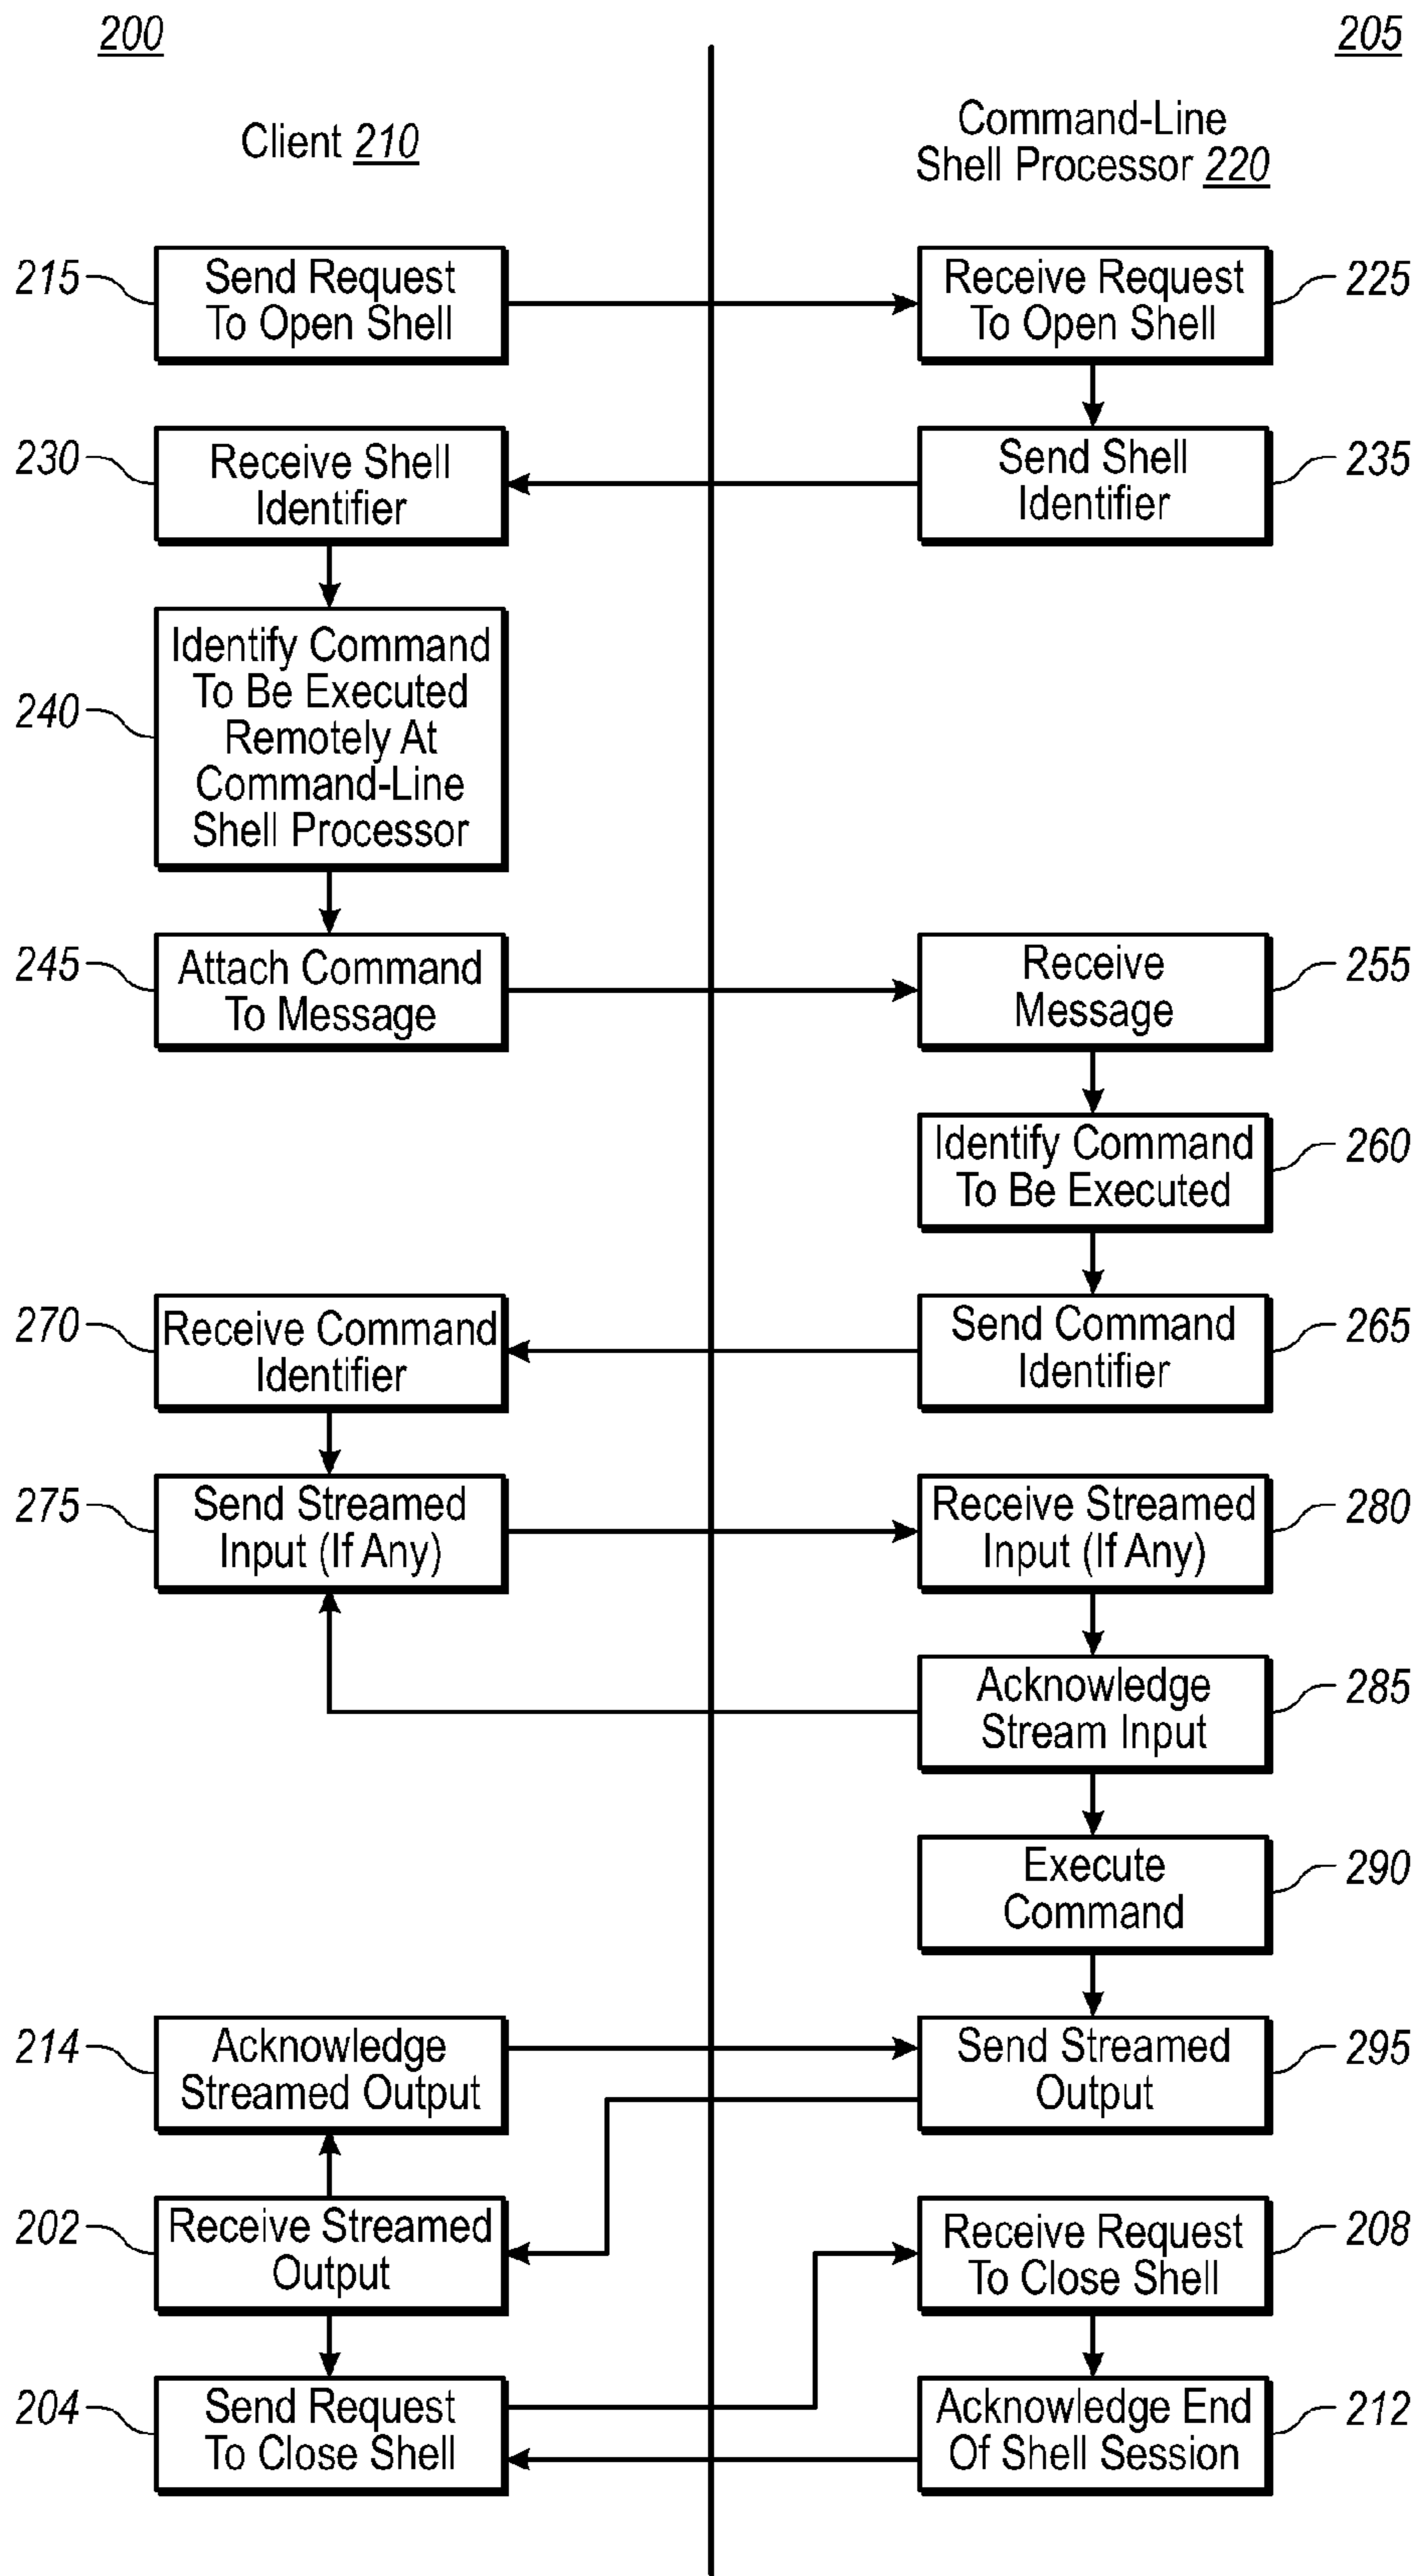 200
205
Client 210
Command-Line
Shell Processor 220
215
Send Request
To Open Shell
Receive Request
To Open Shell
225
230
Receive Shell
Identifier
Send Shell
Identifier
235
240
Identify Command
To Be Executed
Remotely At
Command-Line
Shell Processor
245
Attach Command
To Message
Receive
Message
255
Identify Command
To Be Executed
260
270
Receive Command
Identifier
Send Command
Identifier
265
275
Send Streamed
Input (If Any)
Receive Streamed
Input (If Any)
280
Acknowledge
Stream Input
285
Execute
Command
290
214
Acknowledge
Streamed Output
Send Streamed
Output
295
202
Receive Streamed
Output
Receive Request
To Close Shell
208
204
Send Request
To Close Shell
Acknowledge End
Of Shell Session
212